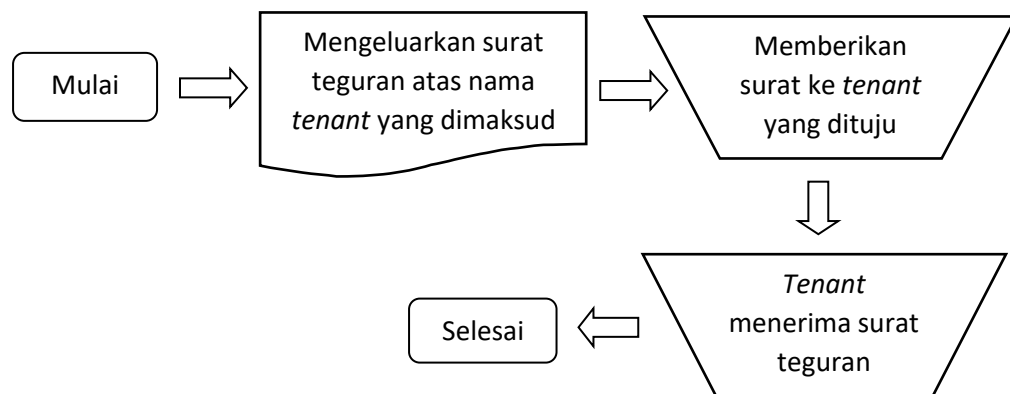 Mulai
Mengeluarkan surat
teguran atas nama
tenant yang dimaksud
Memberikan
surat ke tenant
yang dituju
Tenant
menerima surat
teguran
Selesai